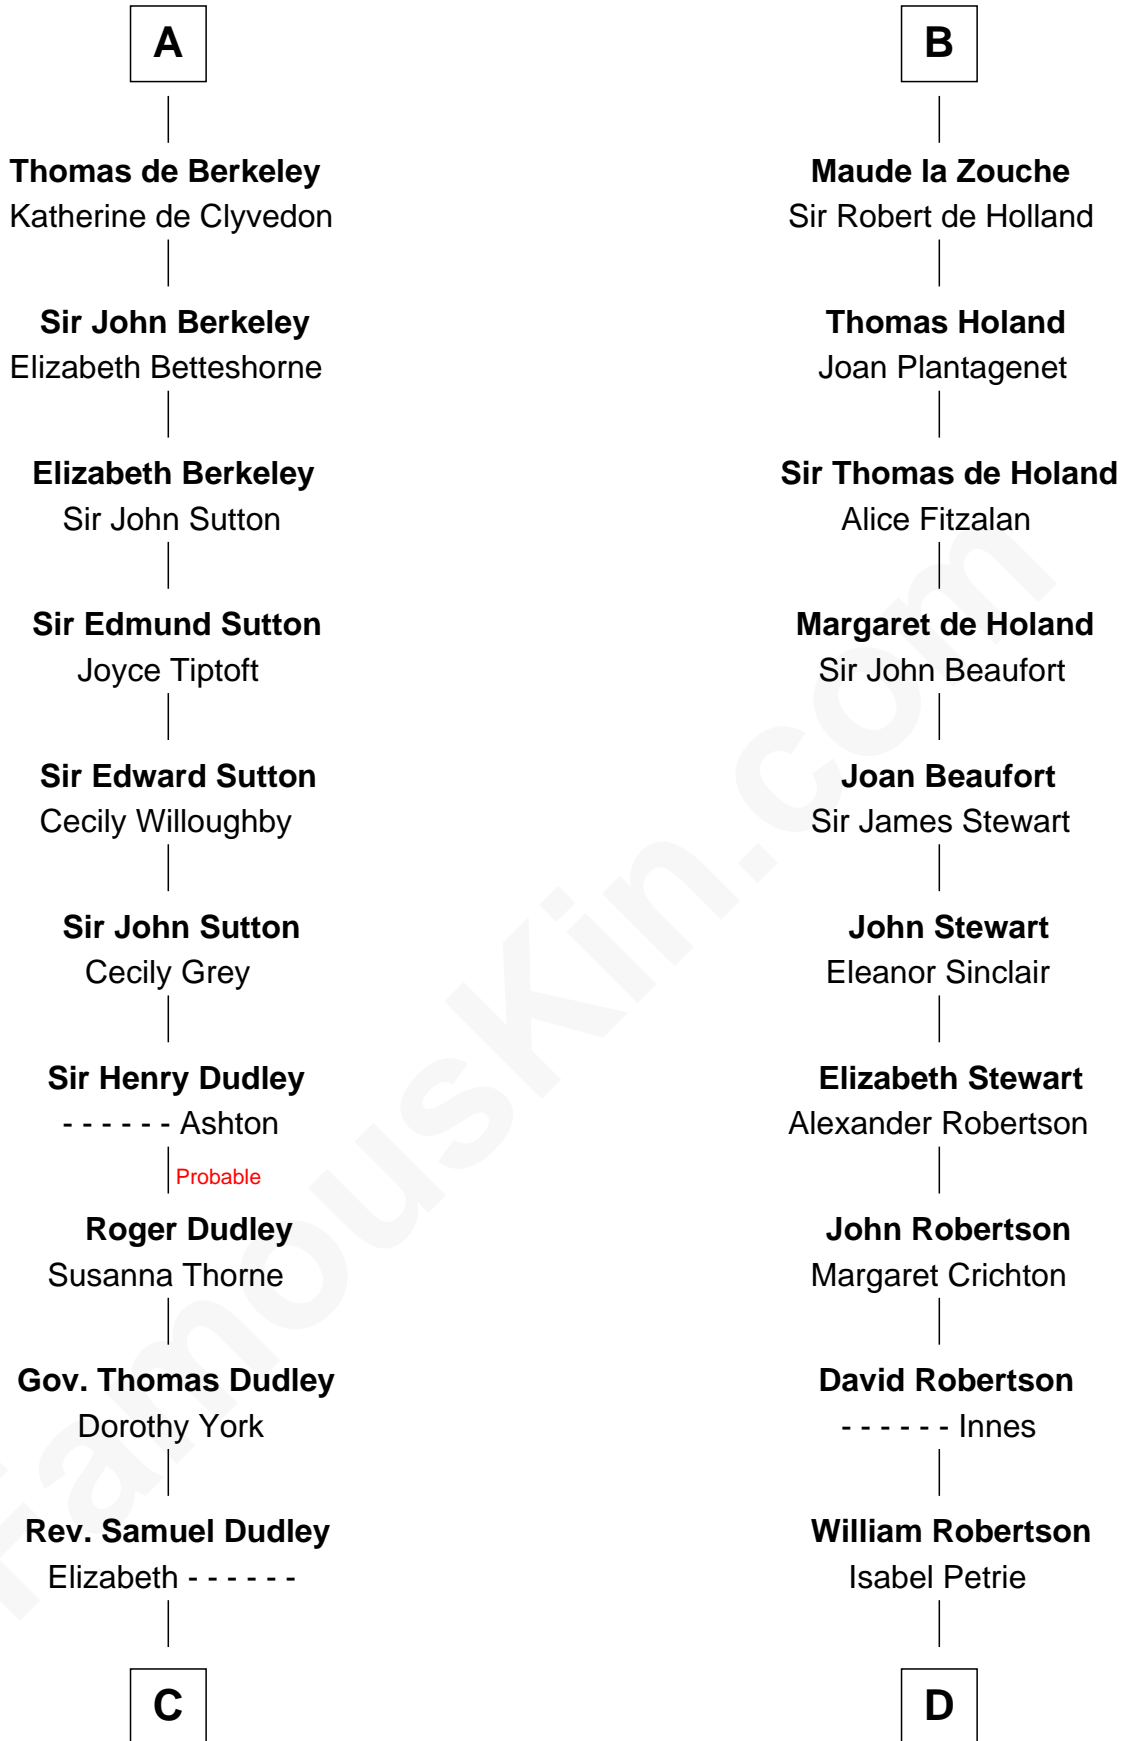 A
Thomas de Berkeley
Katherine de Clyvedon
Sir John Berkeley
Elizabeth Betteshorne
Elizabeth Berkeley
Sir John Sutton
Sir Edmund Sutton
Joyce Tiptoft
Sir Edward Sutton
Cecily Willoughby
Sir John Sutton
Cecily Grey
Sir Henry Dudley
- - - - - - Ashton
Probable
Roger Dudley
Susanna Thorne
Gov. Thomas Dudley
Dorothy York
Rev. Samuel Dudley
Elizabeth - - - - - -
C
B
Maude la Zouche
Sir Robert de Holland
Thomas Holand
Joan Plantagenet
Sir Thomas de Holand
Alice Fitzalan
Margaret de Holand
Sir John Beaufort
Joan Beaufort
Sir James Stewart
John Stewart
Eleanor Sinclair
Elizabeth Stewart
Alexander Robertson
John Robertson
Margaret Crichton
David Robertson
- - - - - - Innes
William Robertson
Isabel Petrie
D
FamousKin.com